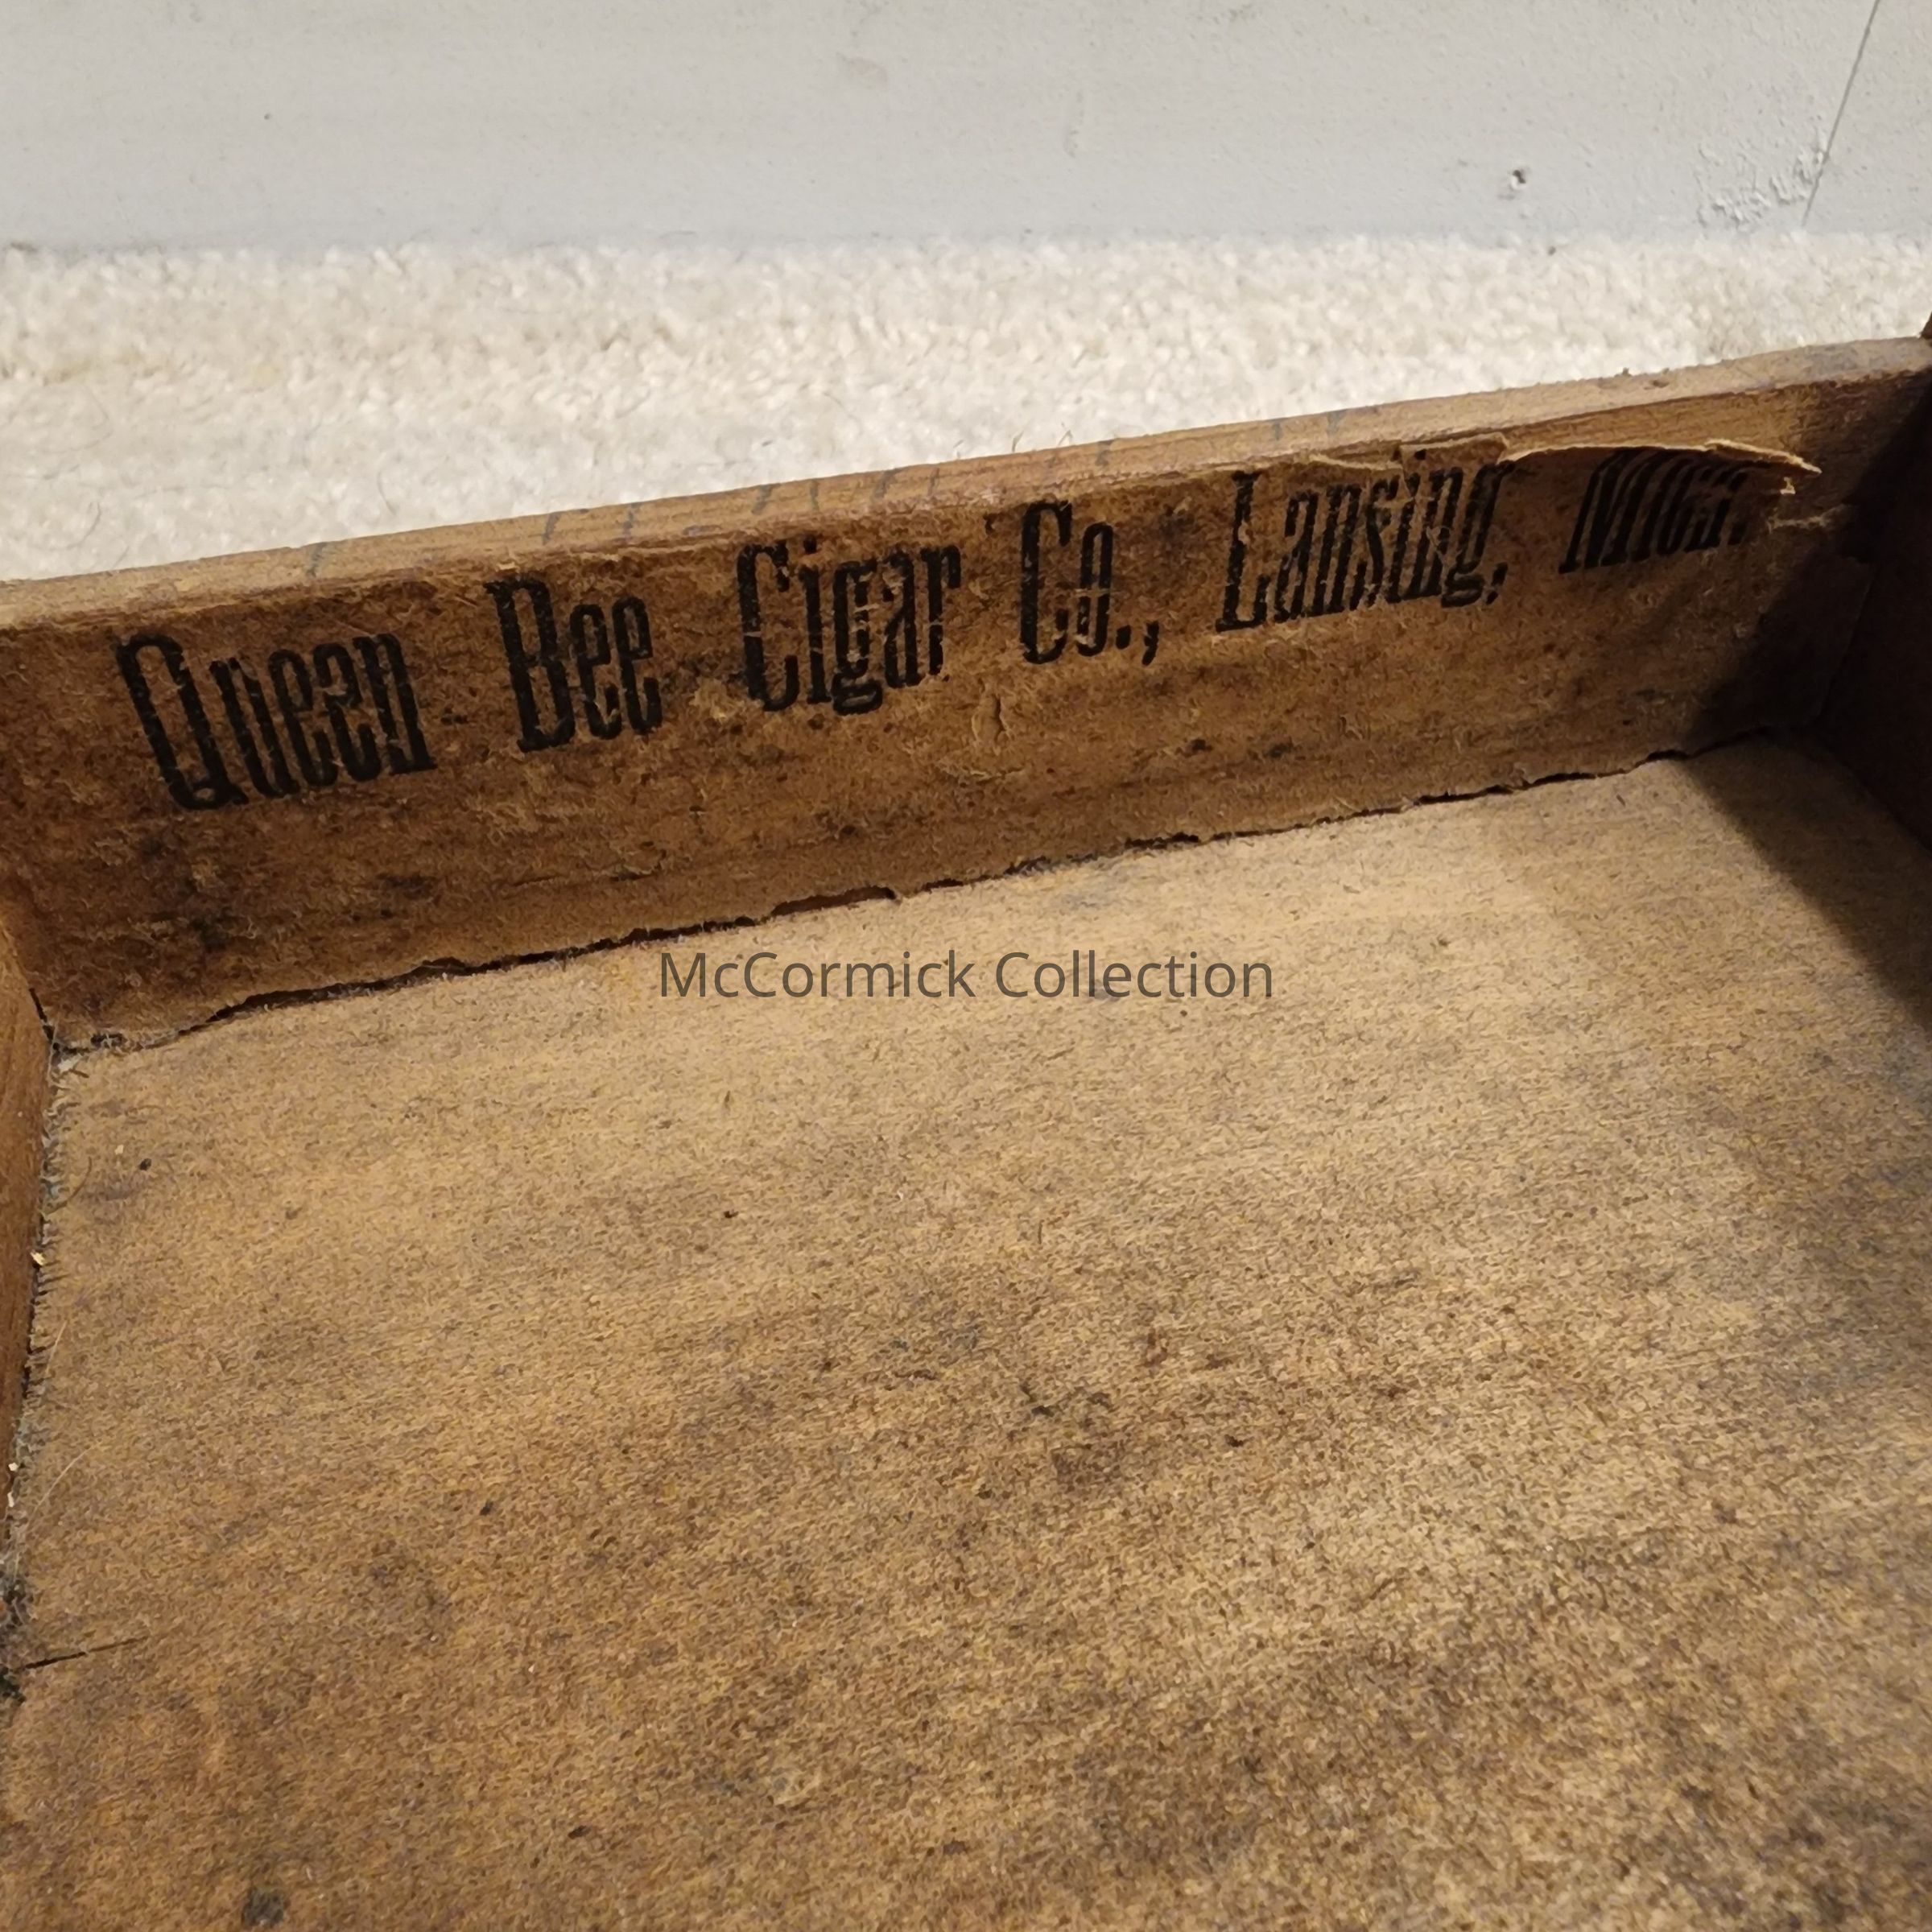 Queen Bee Cigar Co., Lansing, Mich.
McCormick Collection